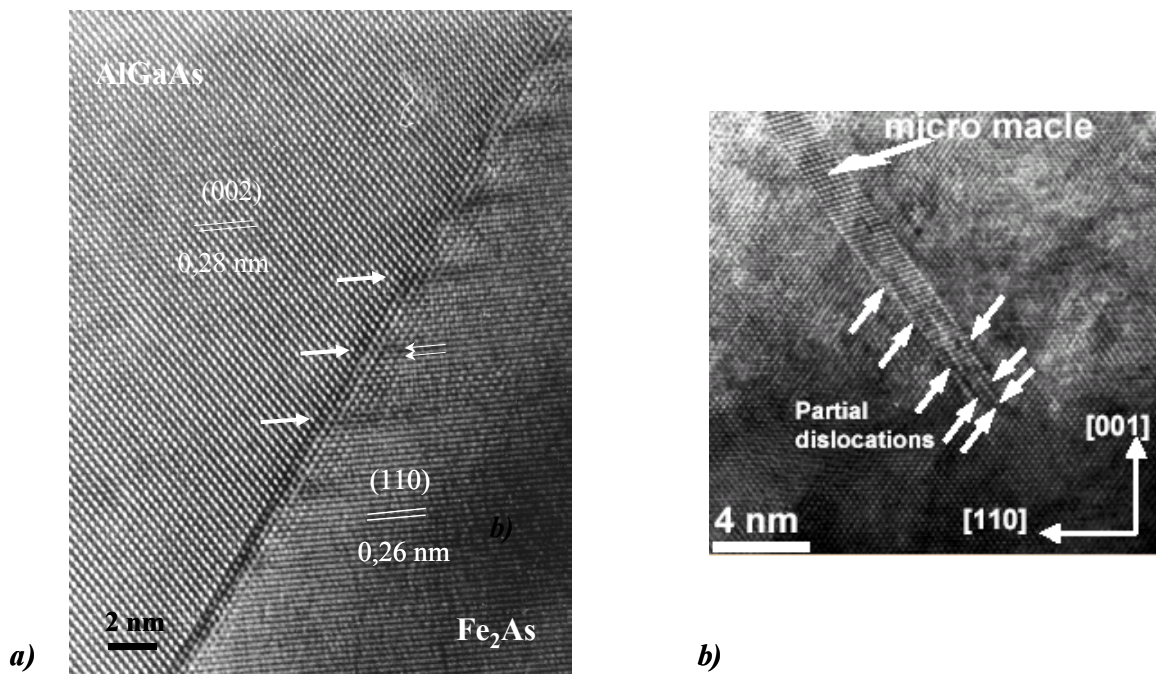 AlGaAs
(002)
0,28 nm
(110)
b)
0,26 nm
2 nm
Fe₂As
a)
micro macle
Partial
dislocations
[001]
[110]
4 nm
b)